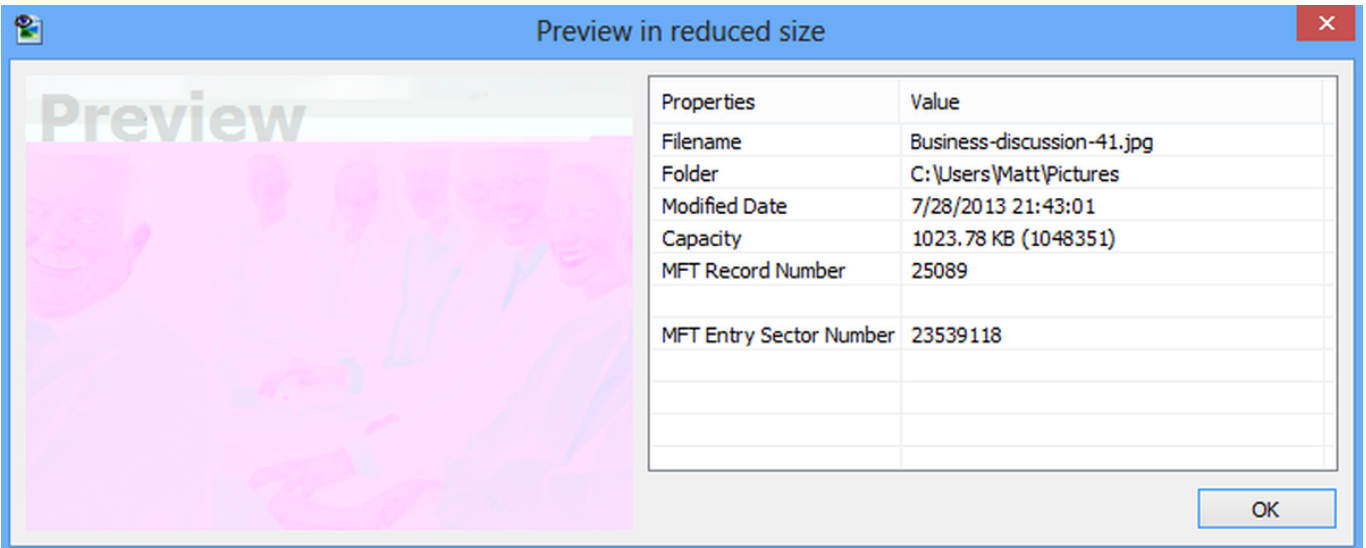 Preview in reduced size
Preview
Properties Value
Filename Business-discussion-41.jpg
Folder C:\Users\Matt\Pictures
Modified Date 7/28/2013 21:43:01
Capacity 1023.78 KB (1048351)
MFT Record Number 25089
MFT Entry Sector Number 23539118
OK